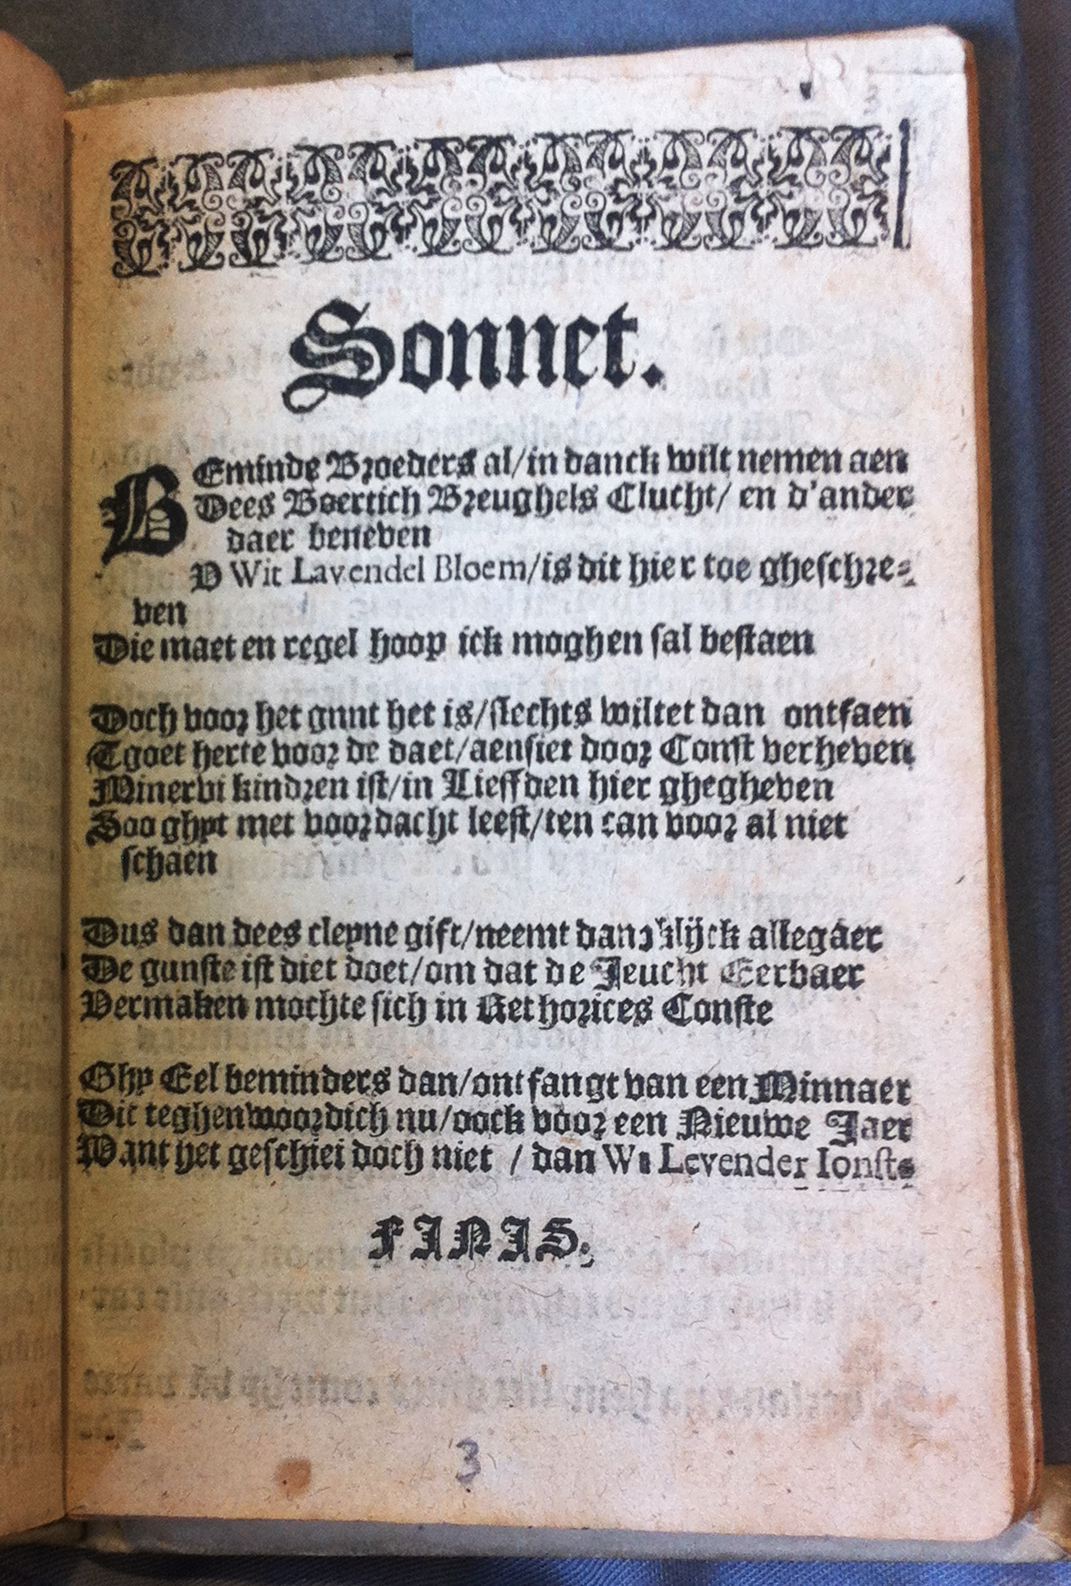 Sonnet.
BEminde Broeders al/in danck wilt nemen aen
Dees Boertich Breughels Clucht/ en d'ander
daer beneven
V Wit Lavendel Bloem/is dit hier toe gheschre-
ven
Die maet en regel hoop ick moghen sal bestaen
Doch voor het gunt het is/slechts wiltet dan ontfaen
Tgoet herte voor de daet/aensiet door Const verheven
Minervi kindren ist/in Liefden hier ghegheven
Soo ghyt met voordacht leest/ten can voor al niet
schaen
Dus dan dees cleyne gift/neemt dancklijck allegaer
De gunste ist diet doet/om dat de Jeucht Eerbaer
Vermaken mochte sich in Rethorices Conste
Ghy Eel beminders dan/ontfangt van een Minnaer
Dit teghenwoordich nu/oock voor een Nieuwe Jaer
Want het geschiet doch niet / dan Wt Levender Ionste
FINIS.
3